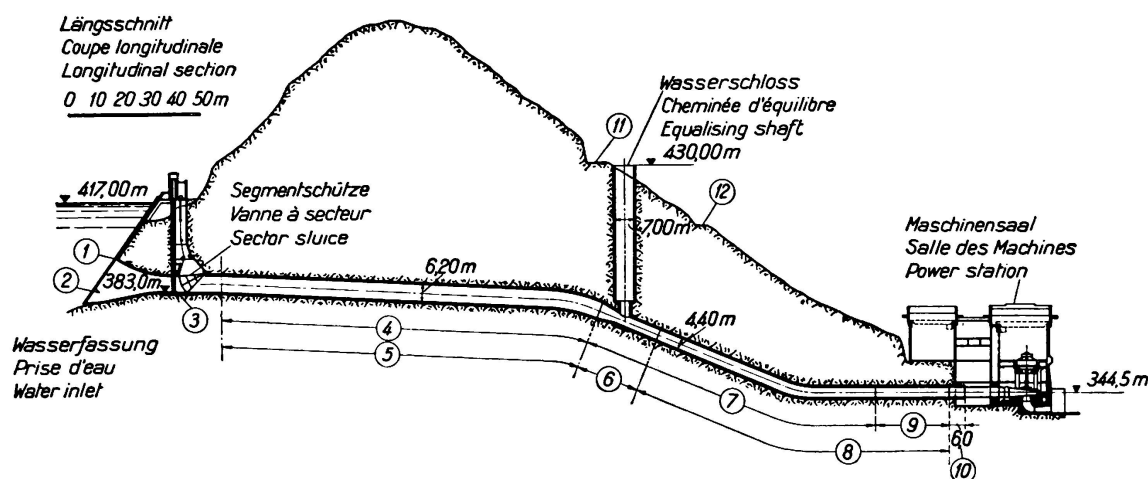 Längsschnitt
Coupe longitudinale
Longitudinal section
0 10 20 30 40 50m
Wasserschloss
Cheminée d'équilibre
Equalising shaft
430,00m
11
12
417,00m
Segmentschütze
Vanne à secteur
Sector sluice
7,00m
Maschinensaal
Salle des Machines
Power station
1
2
383,0m
3
6,20m
4,40m
344,5m
Wasserfassung
Prise d'eau
Water inlet
4
5
6
7
8
9
6,0
10